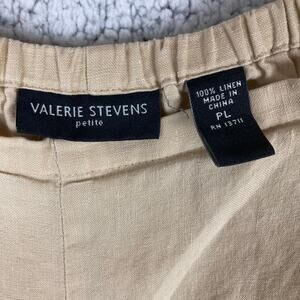 VALERIE STEVENS
petite
100% LINEN
MADE IN
CHINA
PL
RN 13711